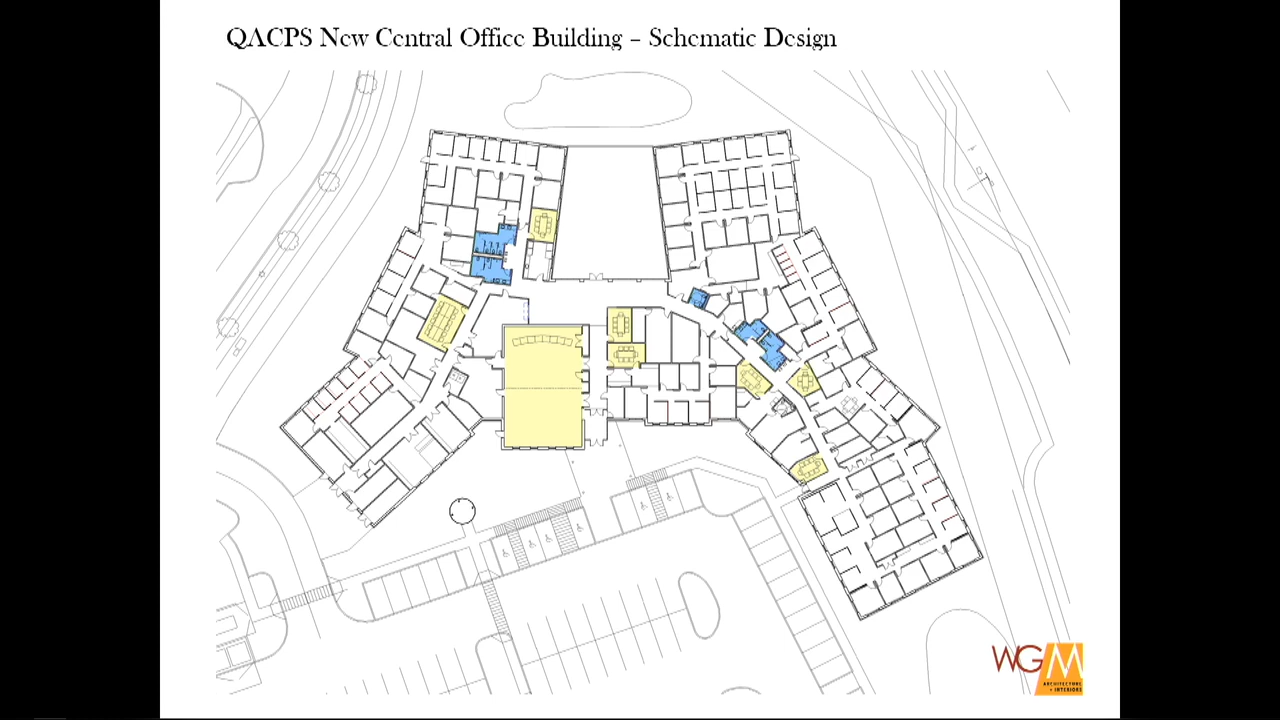 QACPS New Central Office Building – Schematic Design
WGM
ARCHITECTURE
+ INTERIORS